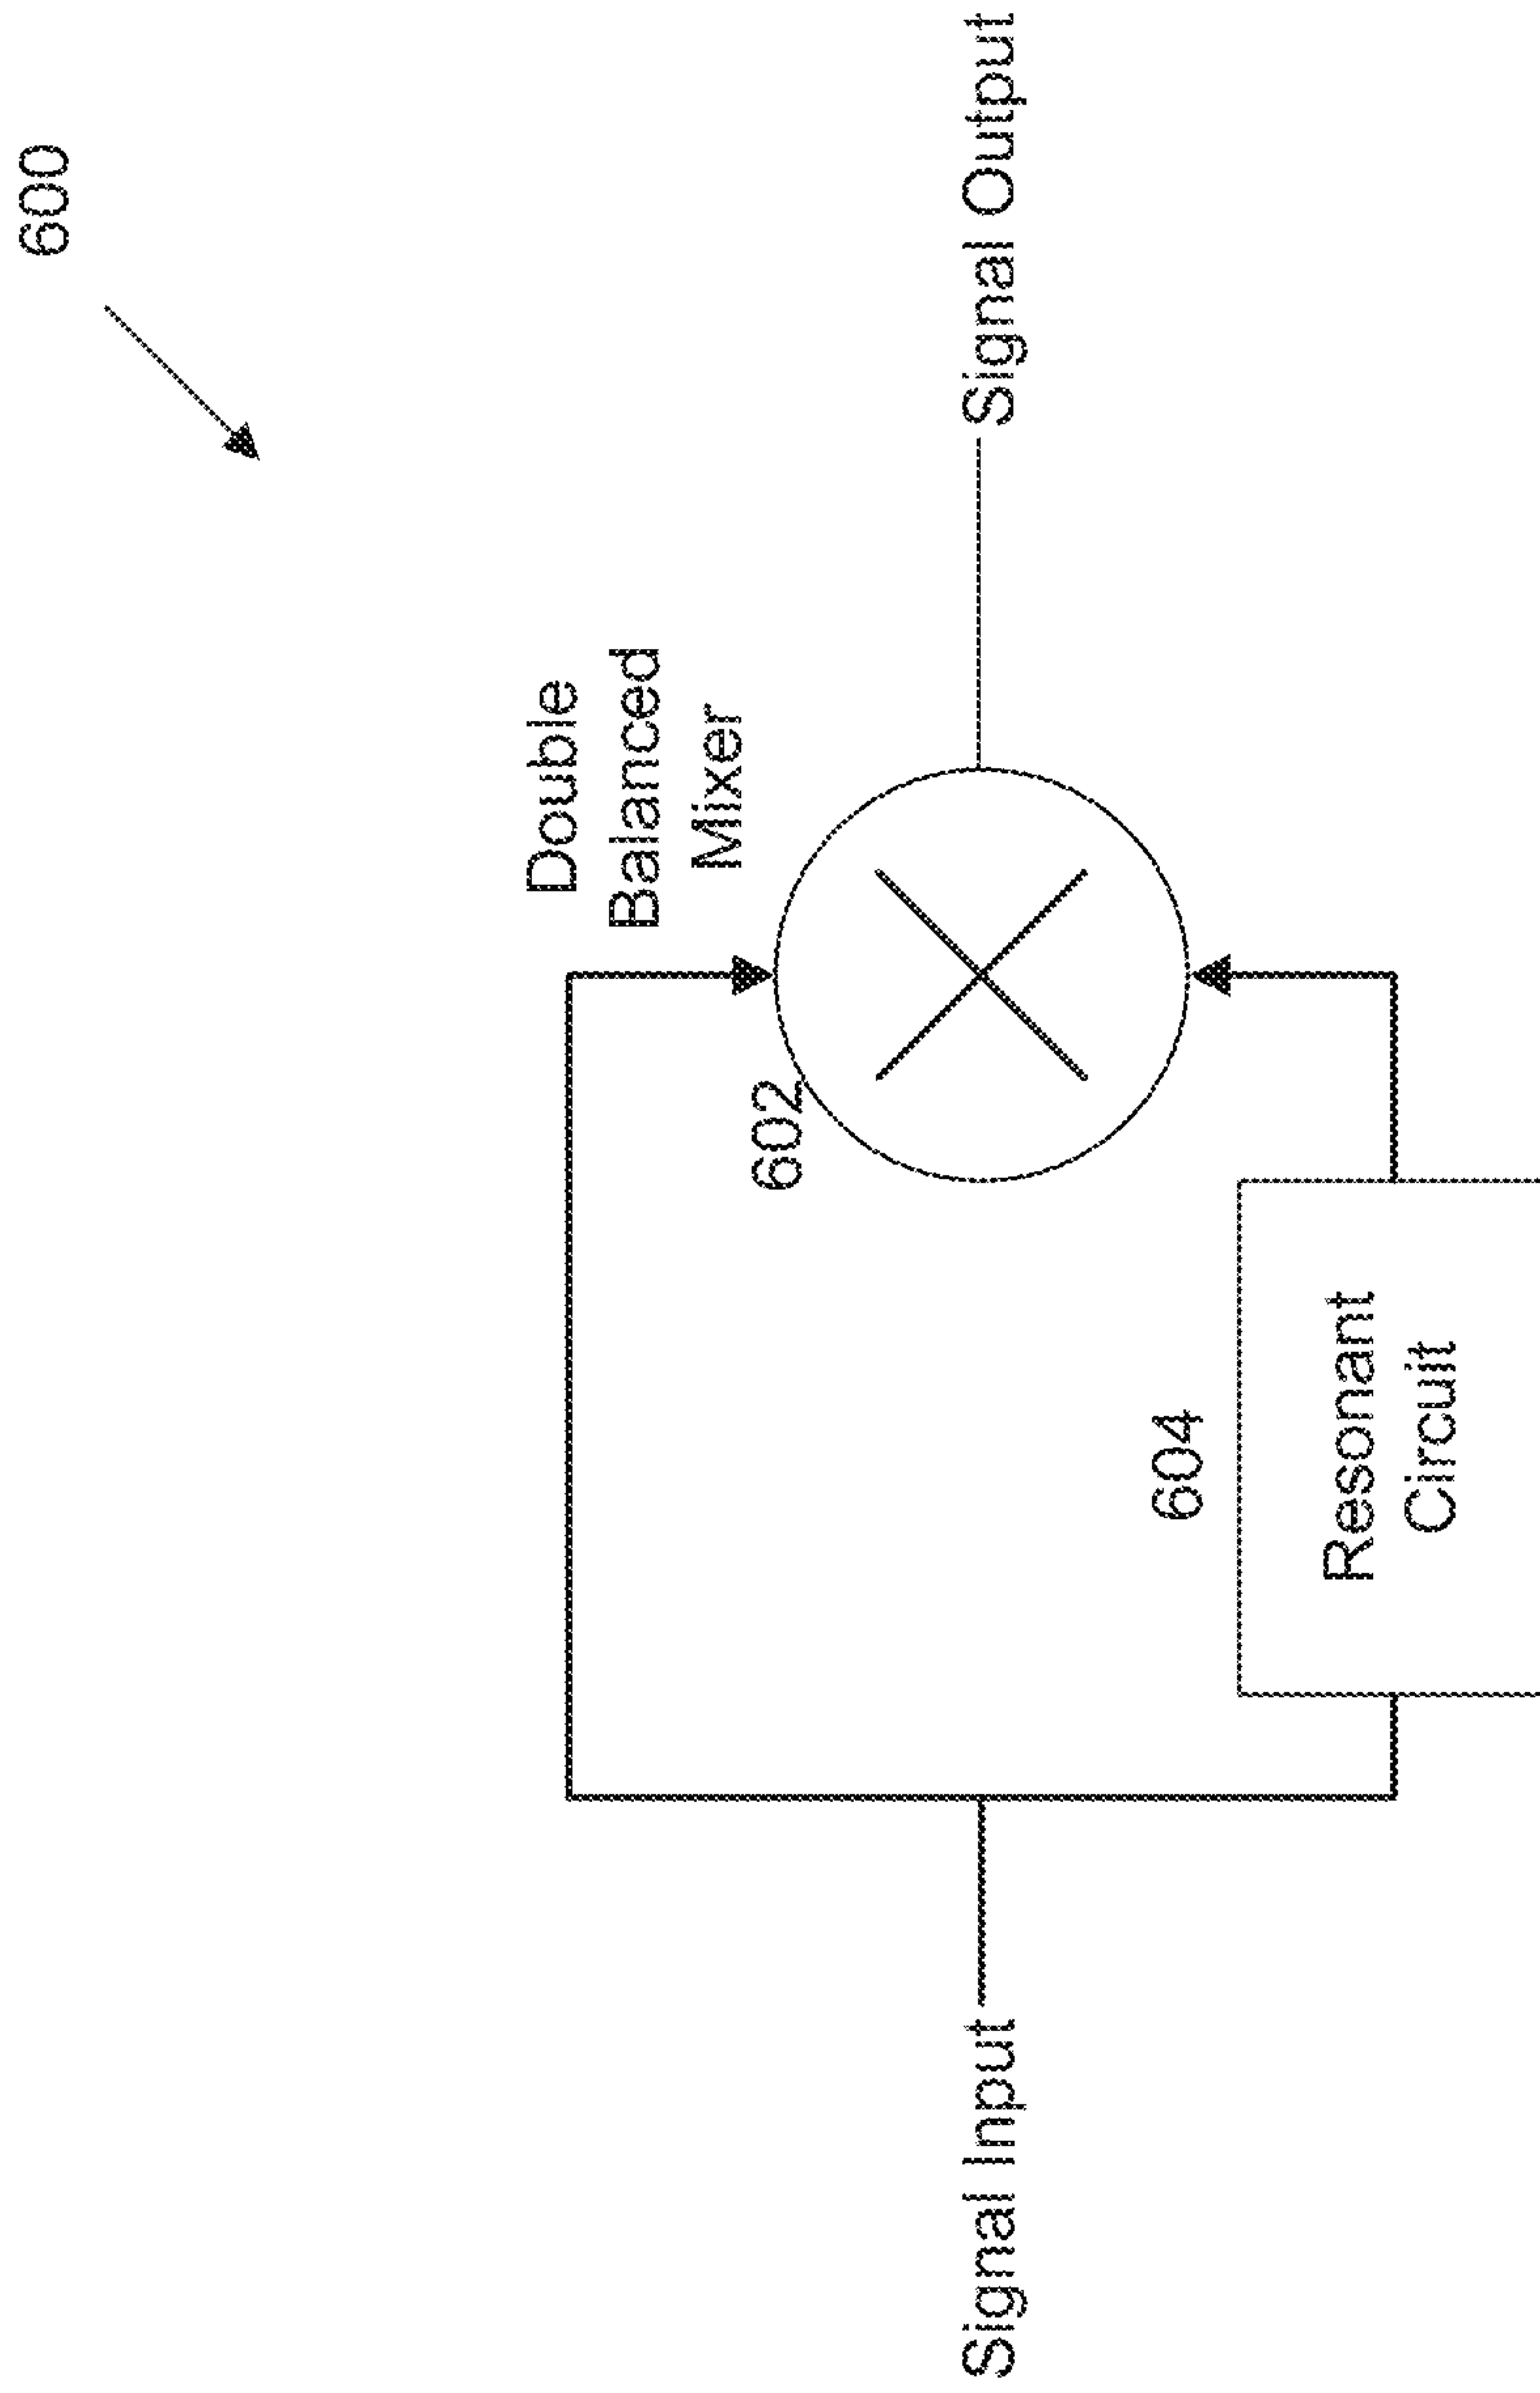 600
Double
Balanced
Mixer
602
Signal Input
Signal Output
604
Resonant
Circuit